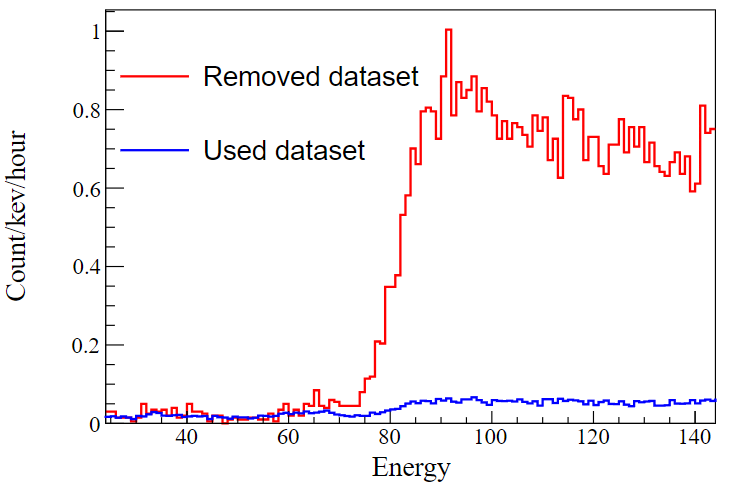 1
Removed dataset
0.8
Used dataset
0.6
Count/kev/hour
0.4
0.2
0
40 60 80 100 120 140
Energy